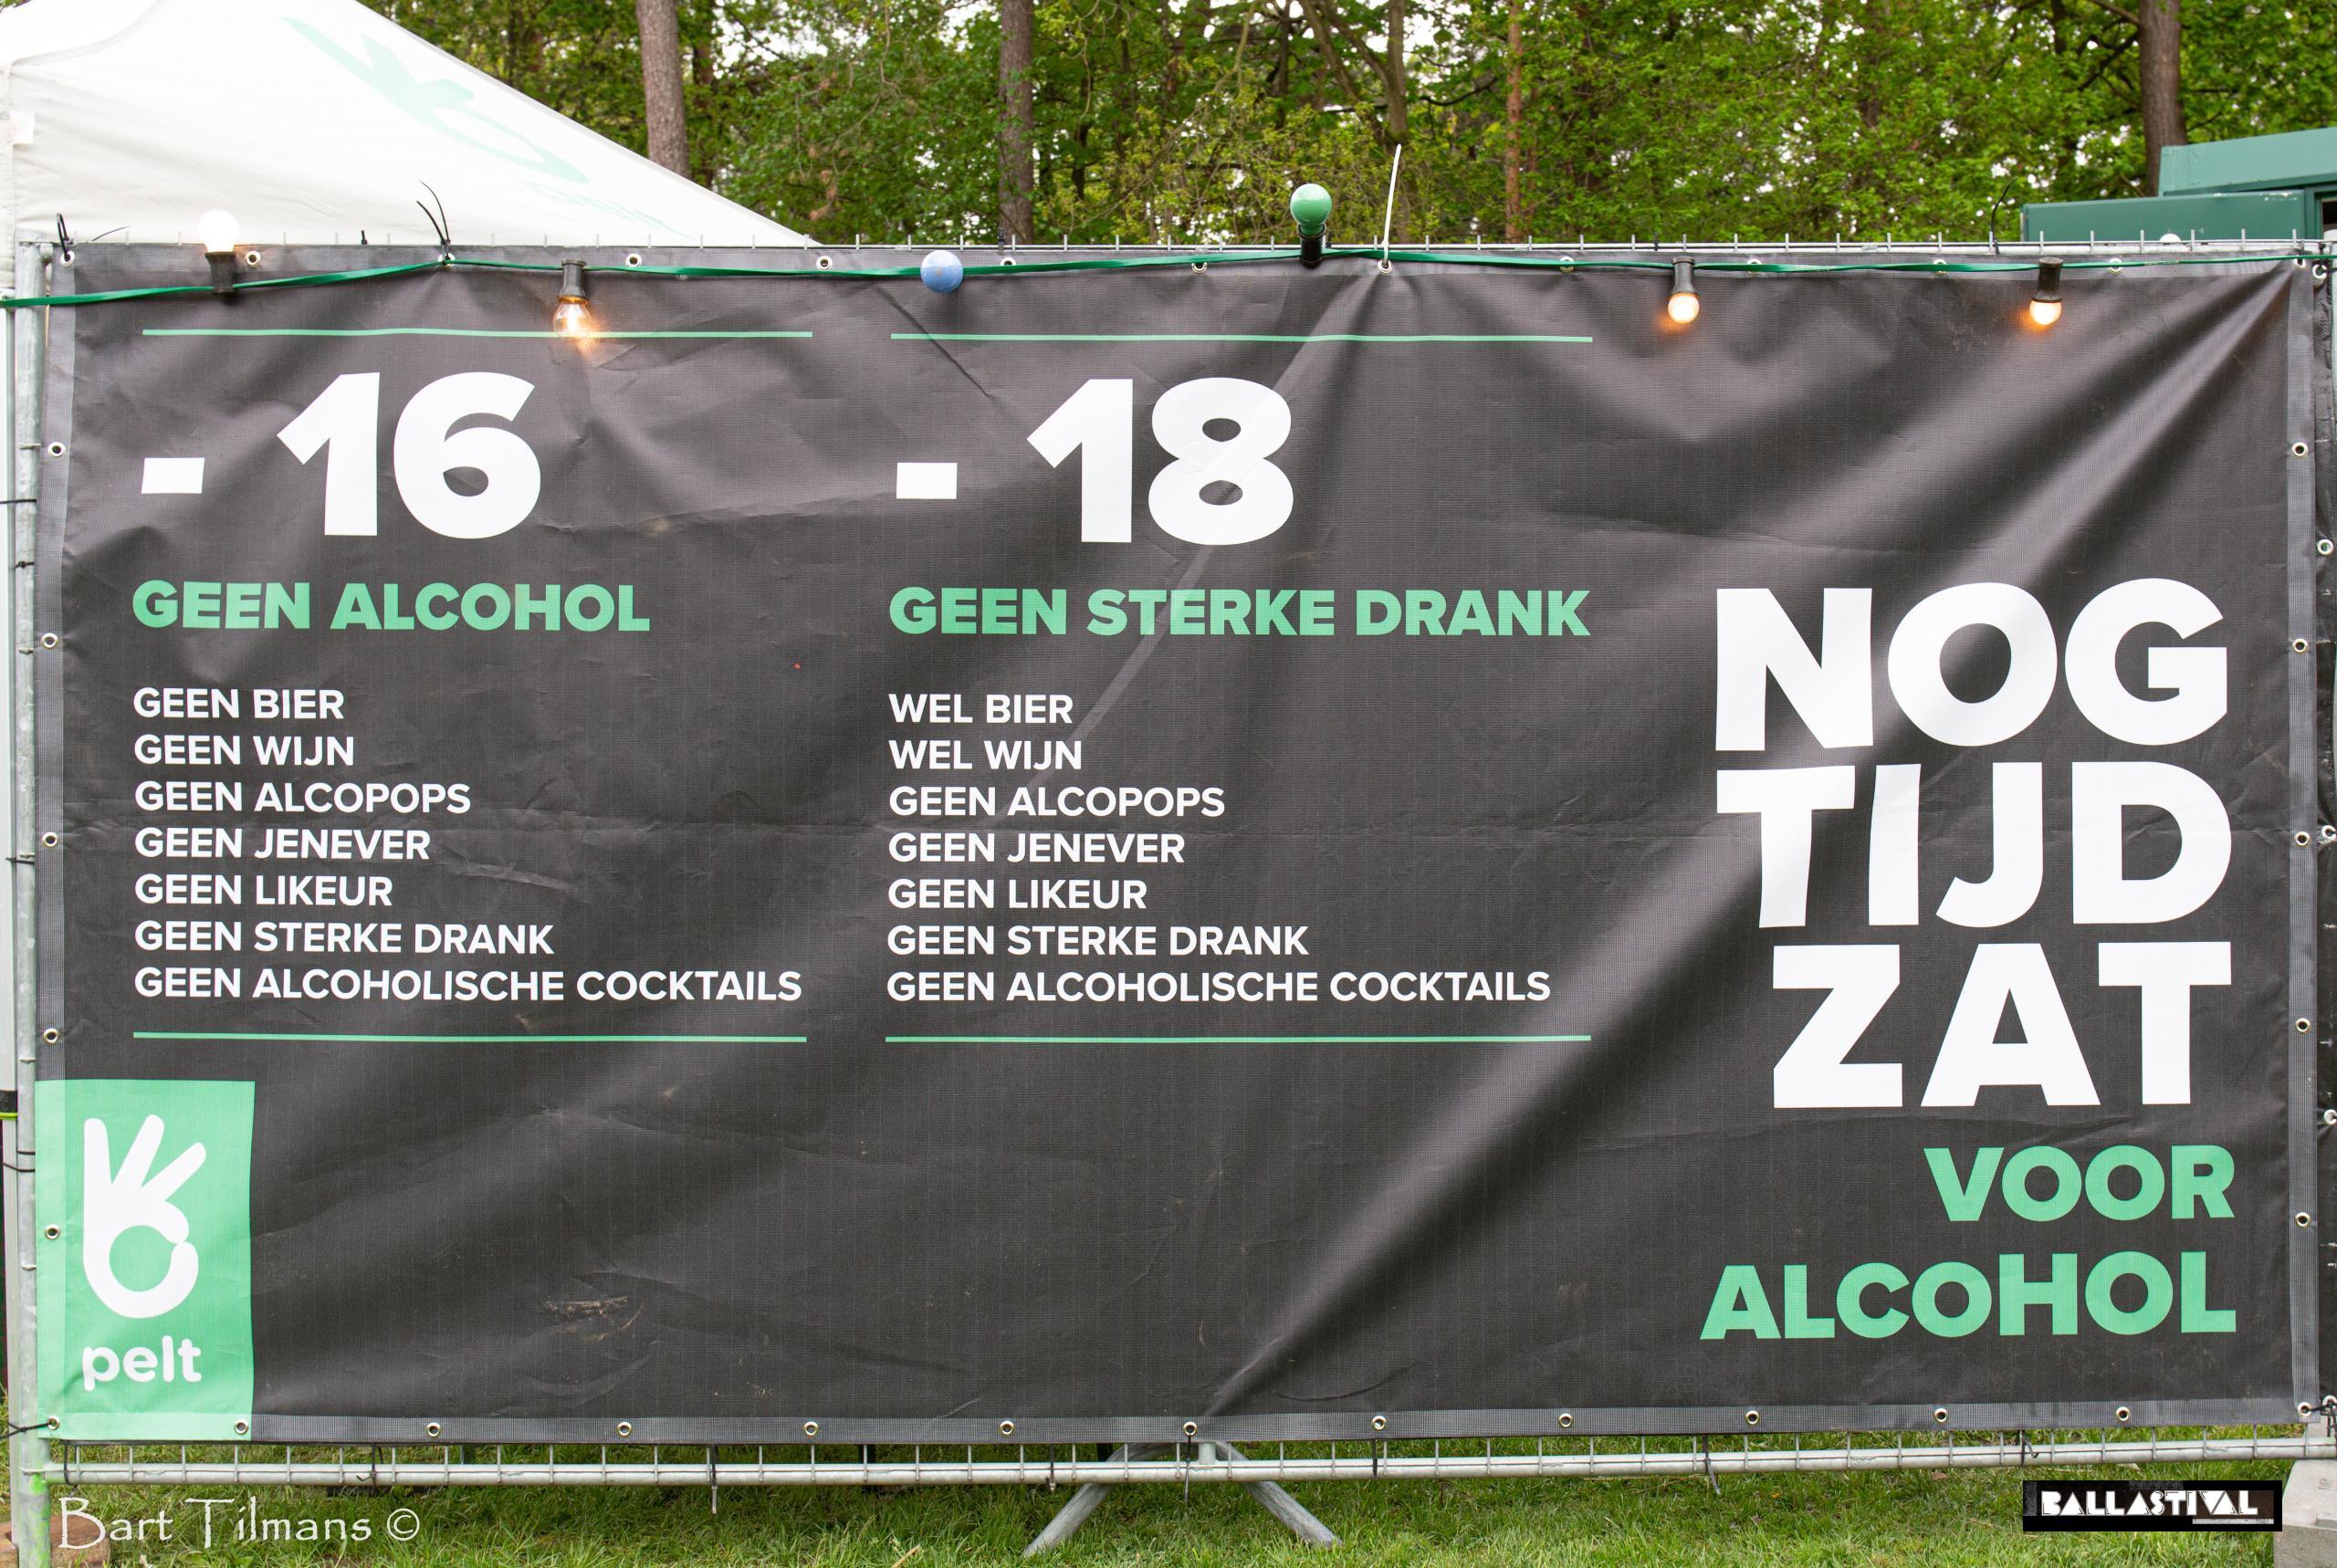 - 16
GEEN ALCOHOL
GEEN BIER
GEEN WIJN
GEEN ALCOPOPS
GEEN JENEVER
GEEN LIKEUR
GEEN STERKE DRANK
GEEN ALCOHOLISCHE COCKTAILS
- 18
GEEN STERKE DRANK
WEL BIER
WEL WIJN
GEEN ALCOPOPS
GEEN JENEVER
GEEN LIKEUR
GEEN STERKE DRANK
GEEN ALCOHOLISCHE COCKTAILS
NOG
TIJD
ZAT
VOOR
ALCOHOL
pelt
Bart Tilmans ©
BALLASTIVAL